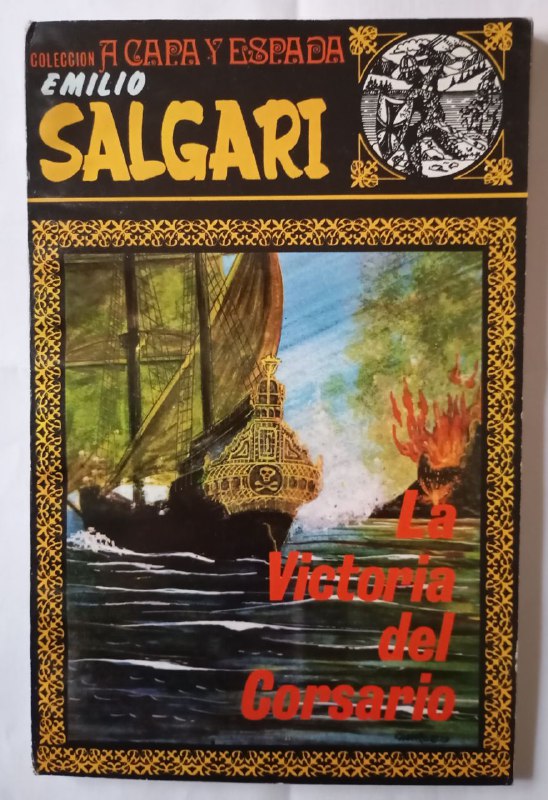 COLECCION A CAPA Y ESPADA
EMILIO
SALGARI
La
Victoria
del
Corsario